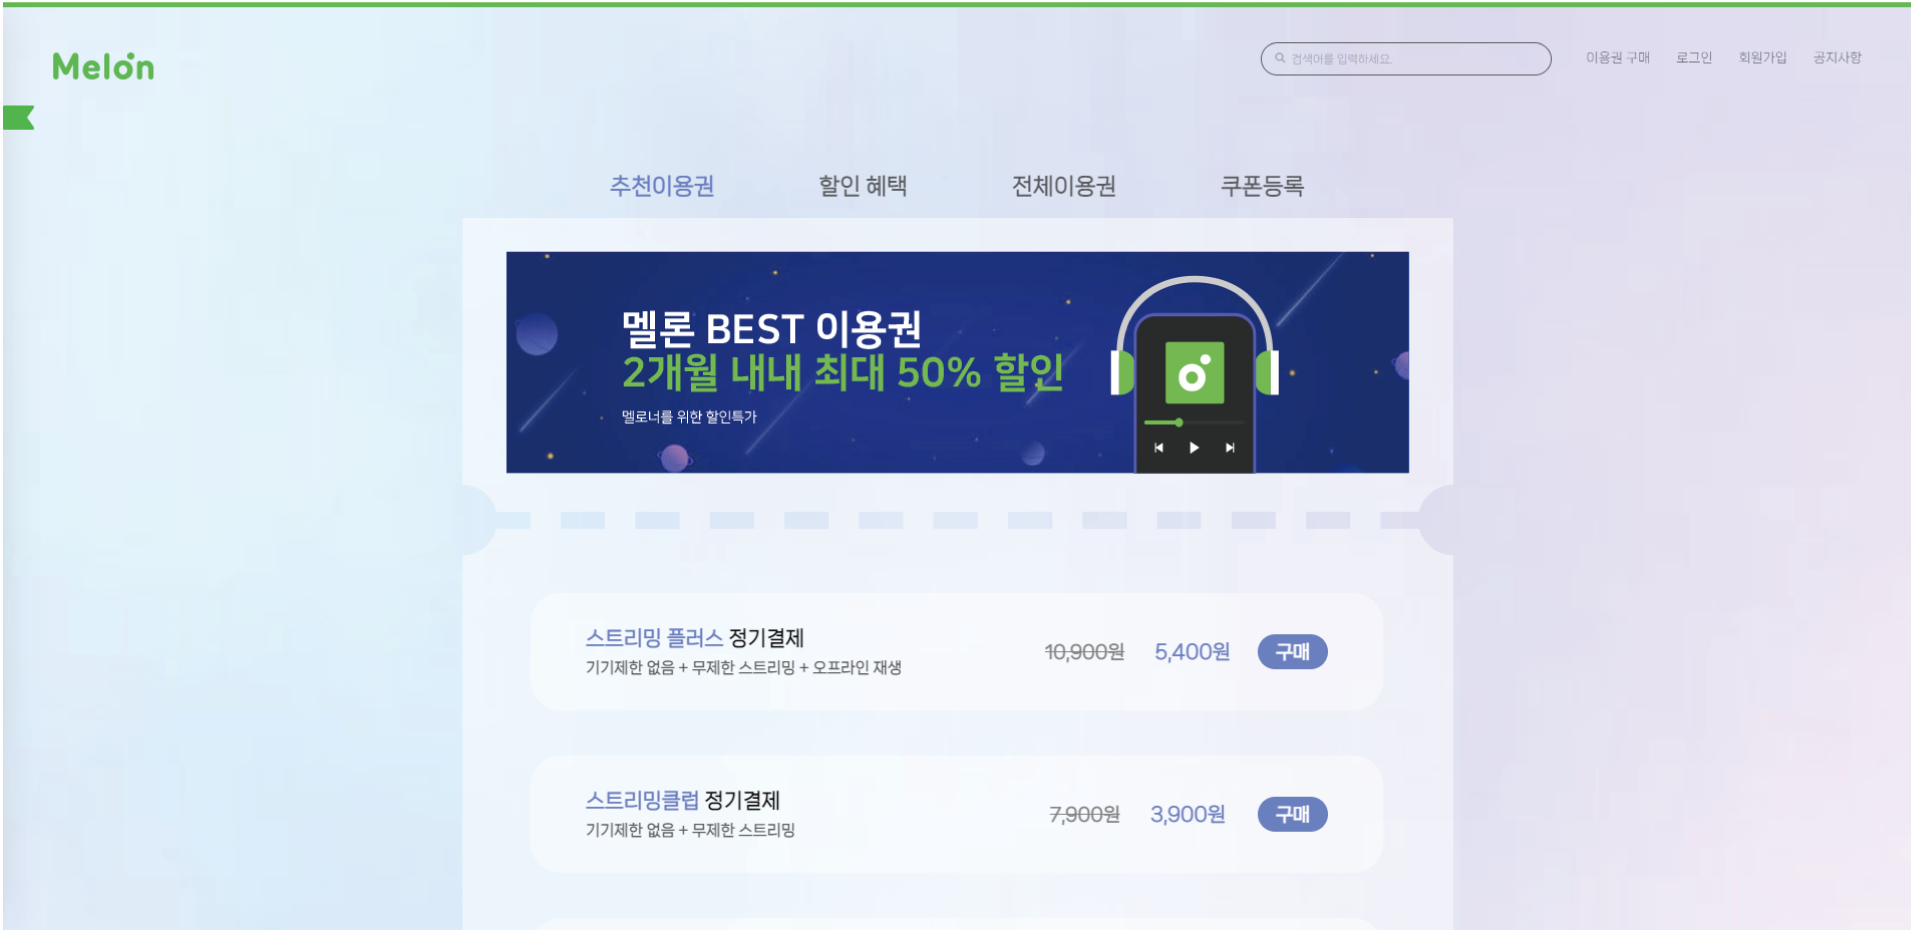 Melon
검색어를 입력하세요.
이용권 구매 로그인 회원가입 공지사항
추천이용권 할인 혜택 전체이용권 쿠폰등록
멜론 BEST 이용권
2개월 내내 최대 50% 할인
멜로너를 위한 할인특가
스트리밍 플러스 정기결제
기기제한 없음 + 무제한 스트리밍 + 오프라인 재생
10,900원 5,400원 구매
스트리밍클럽 정기결제
기기제한 없음 + 무제한 스트리밍
7,900원 3,900원 구매